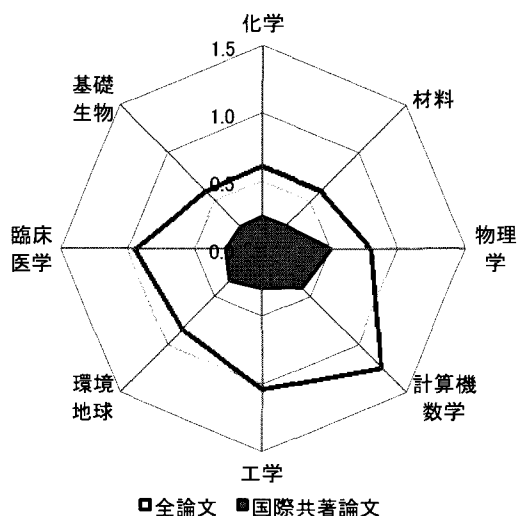 化学
1.5
基礎
生物
材料
1.0
0.5
臨床
医学
0.0
物理
学
環境
地球
計算機
数学
工学
全論文 国際共著論文